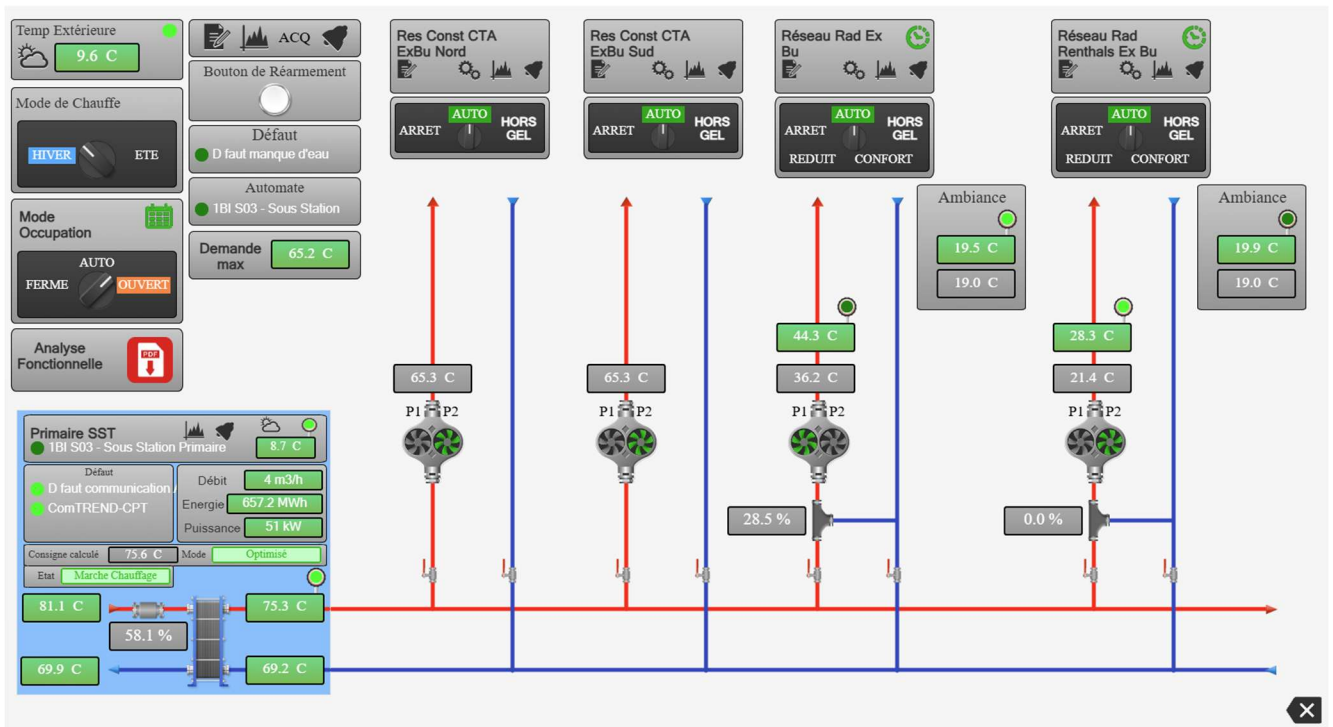 Temp Extérieure
9.6 C
ACQ
Bouton de Réarmement
Mode de Chauffe
HIVER
ETE
Défaut
D faut manque d'eau
Automate
1BI S03 - Sous Station
Mode
Occupation
AUTO
FERME
OUVERT
Demande
max
65.2 C
Analyse
Fonctionnelle
PDF
Res Const CTA
ExBu Nord
AUTO
ARRET
HORS
GEL
Res Const CTA
ExBu Sud
AUTO
ARRET
HORS
GEL
Réseau Rad Ex
Bu
AUTO
ARRET
HORS
GEL
REDUIT CONFORT
Réseau Rad
Renthals Ex Bu
AUTO
ARRET
HORS
GEL
REDUIT CONFORT
Ambiance
19.5 C
19.0 C
Ambiance
19.9 C
19.0 C
44.3 C
28.3 C
65.3 C
65.3 C
36.2 C
21.4 C
P1 P2
P1 P2
P1 P2
P1 P2
28.5 %
0.0 %
Primaire SST
1BI S03 - Sous Station Primaire
8.7 C
Défaut
D faut communication /
ComTREND-CPT
Débit
4 m3/h
Energie
657.2 MWh
Puissance
51 kW
Consigne calculé
75.6 C
Mode
Optimisé
Etat
Marche Chauffage
81.1 C
75.3 C
58.1 %
69.9 C
69.2 C